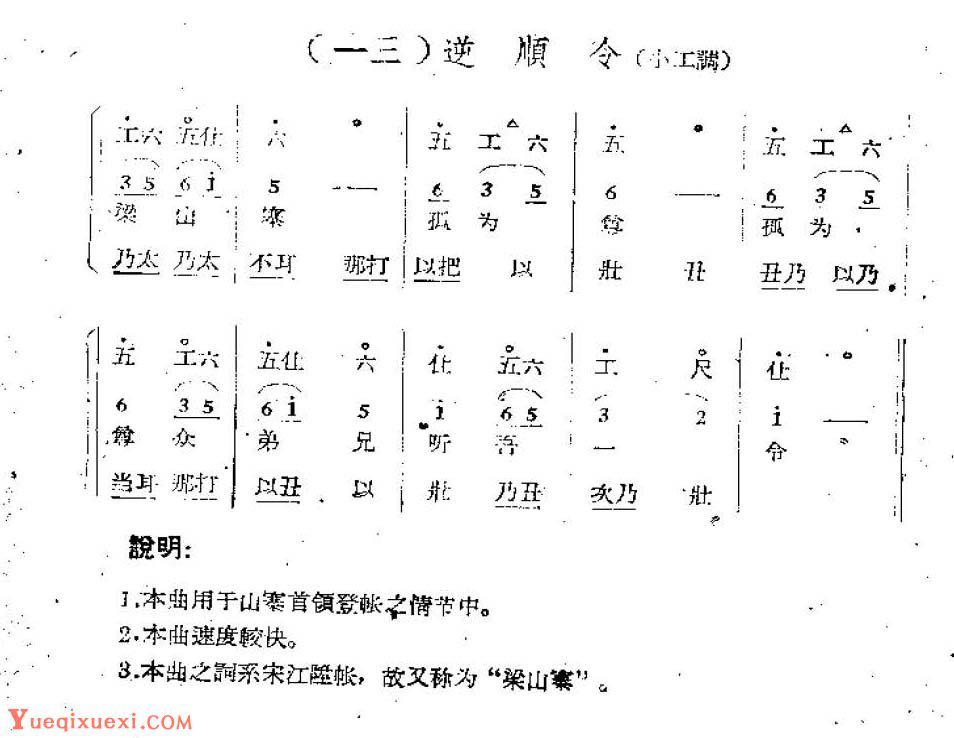 （一三）逆 順 令（小工調）
工六 五仩 六 五 工 六 五 五 工 六
3 5 6 i 5 — 6 3 5 6 — 6 3 5
梁 山 寨 孤 为 尊 孤 为
乃太 乃太 不耳 那打 以把 以 壯 丑 丑乃 以乃
五 工六 五仩 六 仩 五六 工 尺 仩
6 3 5 6 i 5 i 6 5 3 2 i —
尊 众 弟 兄 听 吾 一 令
当耳 那打 以丑 以 壯 乃丑 次乃 壯
說明：
1.本曲用于山寨首領登帐之情节中。
2.本曲速度較快。
3.本曲之詞系宋江陞帐，故又称为“梁山寨”。
Yueqixuexi.com